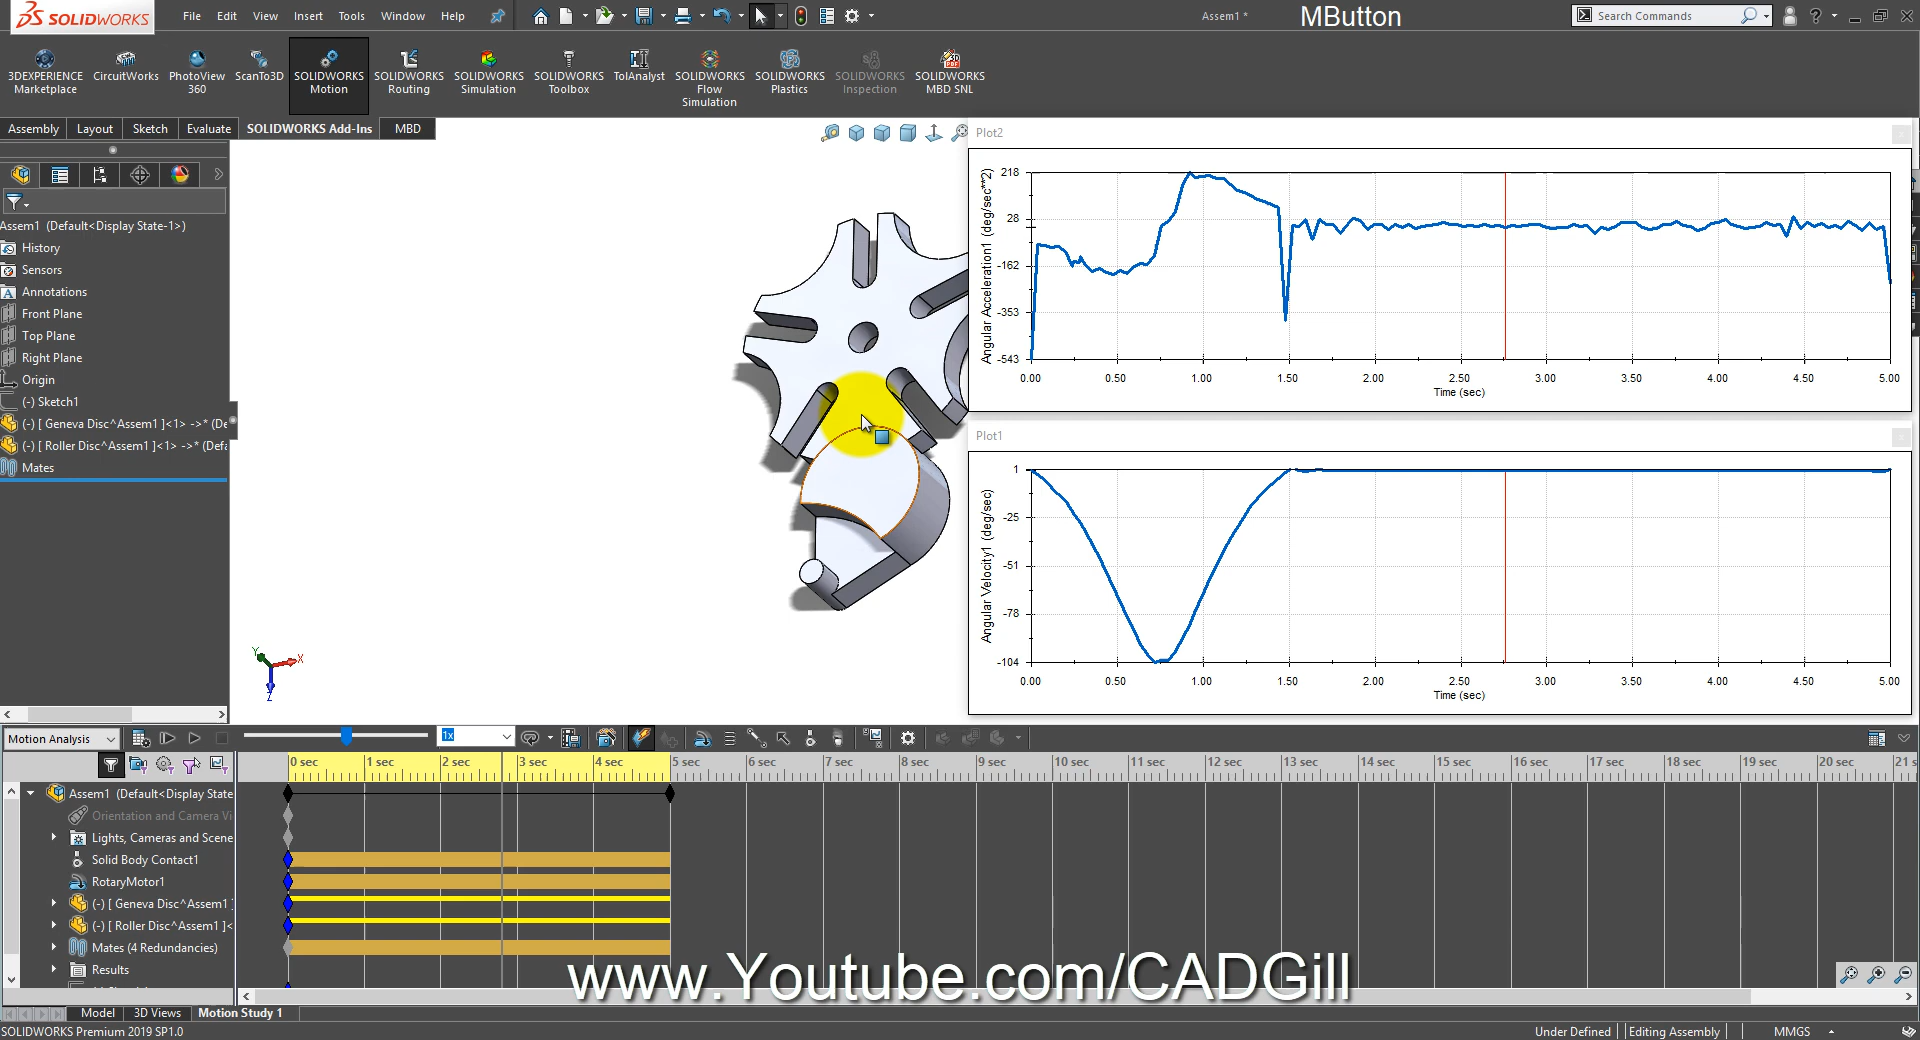 SOLIDWORKS
File Edit View Insert Tools Window Help
Assem1 *
MButton
Search Commands
3DEXPERIENCE Marketplace
CircuitWorks
PhotoView 360
ScanTo3D
SOLIDWORKS Motion
SOLIDWORKS Routing
SOLIDWORKS Simulation
SOLIDWORKS Toolbox
TolAnalyst
SOLIDWORKS Flow Simulation
SOLIDWORKS Plastics
SOLIDWORKS Inspection
SOLIDWORKS MBD SNL
Assembly Layout Sketch Evaluate SOLIDWORKS Add-Ins MBD
Assem1 (Default<Display State-1>)
History
Sensors
Annotations
Front Plane
Top Plane
Right Plane
Origin
(-) Sketch1
(-) [ Geneva Disc^Assem1 ]<1> ->* (De
(-) [ Roller Disc^Assem1 ]<1> ->* (Defa
Mates
Plot2
Angular Acceleration1 (deg/sec**2)
218
28
-162
-353
-543
0.00 0.50 1.00 1.50 2.00 2.50 3.00 3.50 4.00 4.50 5.00
Time (sec)
Plot1
Angular Velocity1 (deg/sec)
1
-25
-51
-78
-104
0.00 0.50 1.00 1.50 2.00 2.50 3.00 3.50 4.00 4.50 5.00
Time (sec)
Y
X
Z
Motion Analysis
1x
0 sec 1 sec 2 sec 3 sec 4 sec 5 sec 6 sec 7 sec 8 sec 9 sec 10 sec 11 sec 12 sec 13 sec 14 sec 15 sec 16 sec 17 sec 18 sec 19 sec 20 sec 21 s
Assem1 (Default<Display State
Orientation and Camera Vi
Lights, Cameras and Scene
Solid Body Contact1
RotaryMotor1
(-) [ Geneva Disc^Assem1 ]
(-) [ Roller Disc^Assem1 ]<
Mates (4 Redundancies)
Results
www.Youtube.com/CADGill
Model 3D Views Motion Study 1
SOLIDWORKS Premium 2019 SP1.0
Under Defined Editing Assembly MMGS